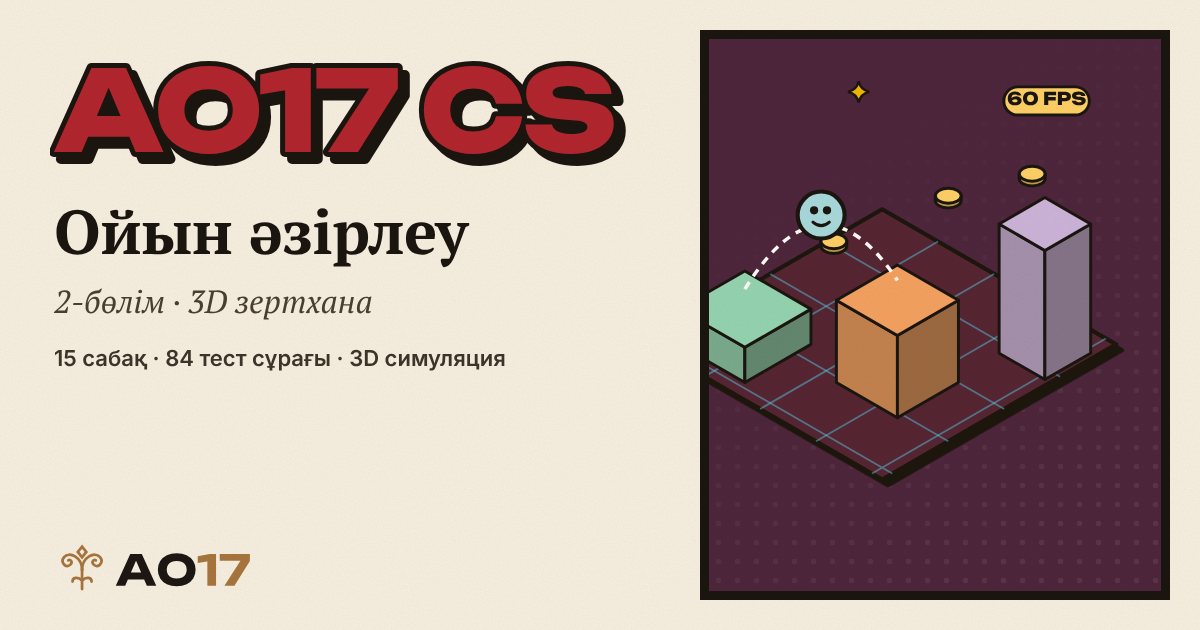 AO17 CS
Ойын әзірлеу
2-бөлім · 3D зертхана
15 сабақ · 84 тест сұрағы · 3D симуляция
60 FPS
AO17